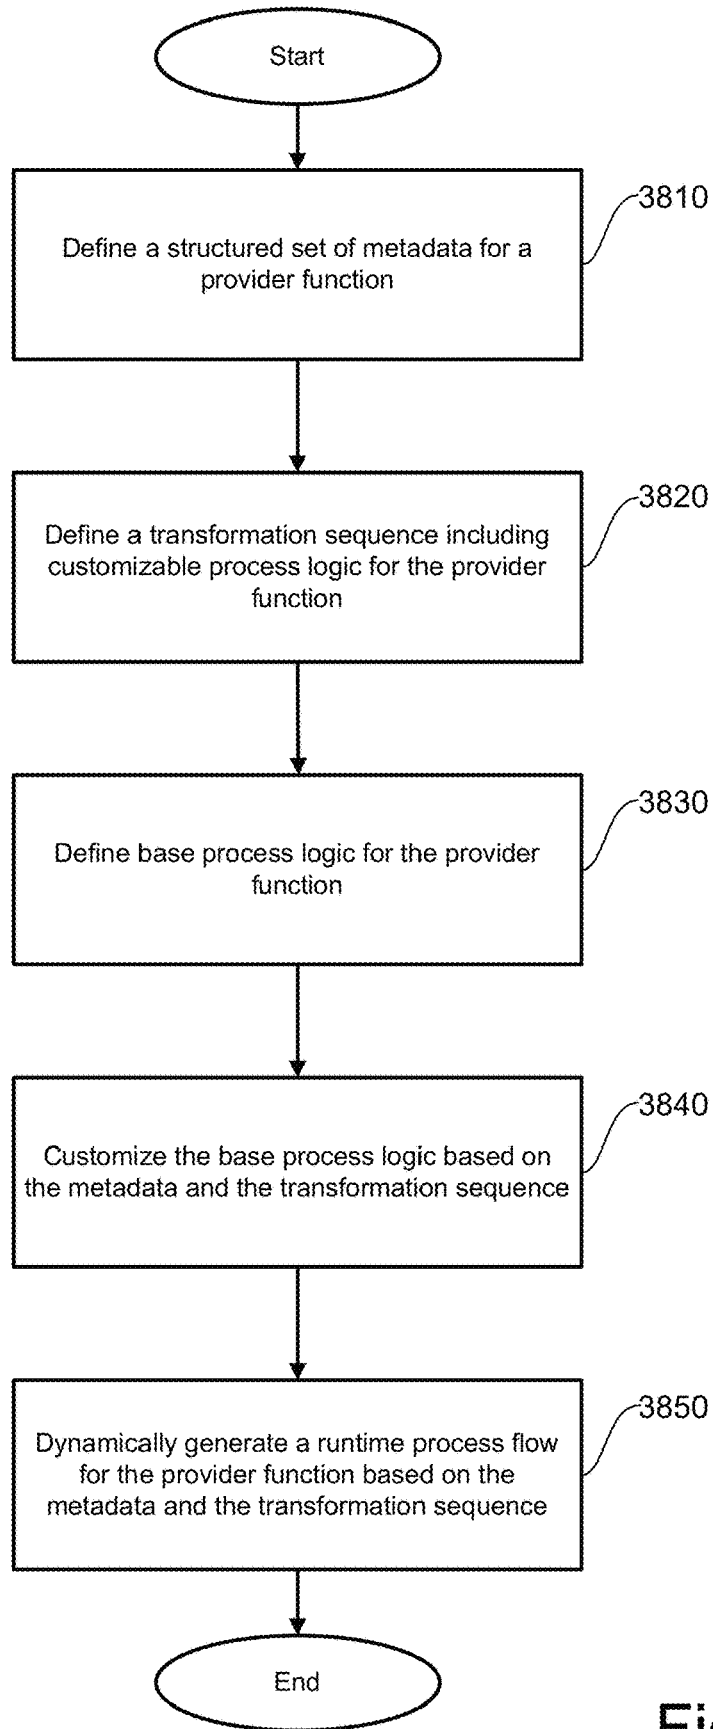 Start
3810
Define a structured set of metadata for a
provider function
3820
Define a transformation sequence including
customizable process logic for the provider
function
3830
Define base process logic for the provider
function
3840
Customize the base process logic based on
the metadata and the transformation sequence
3850
Dynamically generate a runtime process flow
for the provider function based on the
metadata and the transformation sequence
End